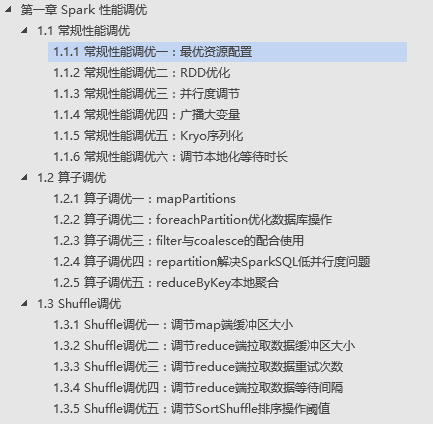 第一章 Spark 性能调优
1.1 常规性能调优
1.1.1 常规性能调优一：最优资源配置
1.1.2 常规性能调优二：RDD优化
1.1.3 常规性能调优三：并行度调节
1.1.4 常规性能调优四：广播大变量
1.1.5 常规性能调优五：Kryo序列化
1.1.6 常规性能调优六：调节本地化等待时长
1.2 算子调优
1.2.1 算子调优一：mapPartitions
1.2.2 算子调优二：foreachPartition优化数据库操作
1.2.3 算子调优三：filter与coalesce的配合使用
1.2.4 算子调优四：repartition解决SparkSQL低并行度问题
1.2.5 算子调优五：reduceByKey本地聚合
1.3 Shuffle调优
1.3.1 Shuffle调优一：调节map端缓冲区大小
1.3.2 Shuffle调优二：调节reduce端拉取数据缓冲区大小
1.3.3 Shuffle调优三：调节reduce端拉取数据重试次数
1.3.4 Shuffle调优四：调节reduce端拉取数据等待间隔
1.3.5 Shuffle调优五：调节SortShuffle排序操作阈值